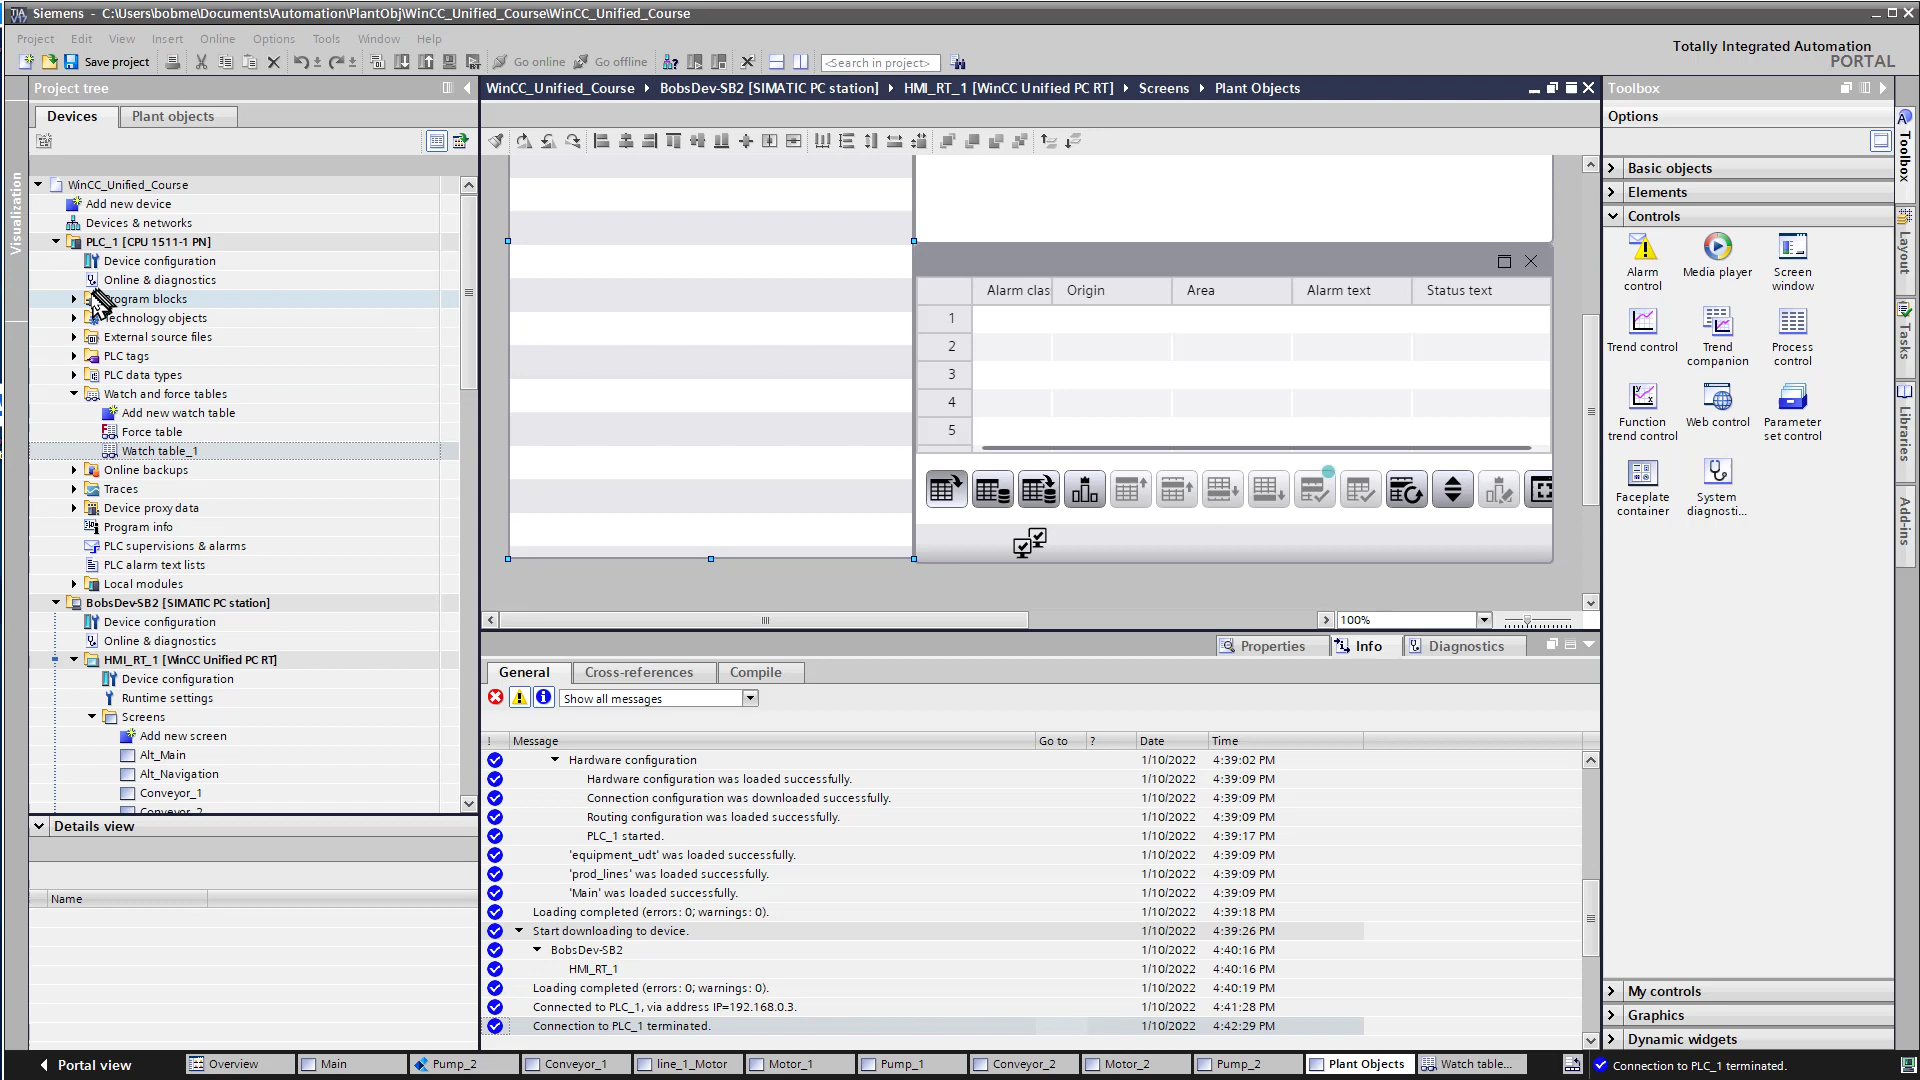 Siemens - C:\Users\bobme\Documents\Automation\PlantObj\WinCC_Unified_Course\WinCC_Unified_Course
Project Edit View Insert Online Options Tools Window Help
Totally Integrated Automation
PORTAL
Save project
Go online
Go offline
<Search in project>
Project tree
Devices
Plant objects
Visualization
WinCC_Unified_Course
Add new device
Devices & networks
PLC_1 [CPU 1511-1 PN]
Device configuration
Online & diagnostics
Technology objects
External source files
PLC tags
PLC data types
Watch and force tables
Add new watch table
Force table
Watch table_1
Online backups
Traces
Device proxy data
Program info
PLC supervisions & alarms
PLC alarm text lists
Local modules
BobsDev-SB2 [SIMATIC PC station]
Device configuration
Online & diagnostics
HMI_RT_1 [WinCC Unified PC RT]
Device configuration
Runtime settings
Screens
Add new screen
Alt_Main
Alt_Navigation
Conveyor_1
Conveyor_2
Details view
Name
WinCC_Unified_Course BobsDev-SB2 [SIMATIC PC station] HMI_RT_1 [WinCC Unified PC RT] Screens Plant Objects
Alarm clas Origin Area Alarm text Status text
1
2
3
4
5
100%
Properties
Info
Diagnostics
General
Cross-references
Compile
Show all messages
! Message Go to ? Date Time
Hardware configuration 1/10/2022 4:39:02 PM
Hardware configuration was loaded successfully. 1/10/2022 4:39:09 PM
Connection configuration was downloaded successfully. 1/10/2022 4:39:09 PM
Routing configuration was loaded successfully. 1/10/2022 4:39:09 PM
PLC_1 started. 1/10/2022 4:39:17 PM
'equipment_udt' was loaded successfully. 1/10/2022 4:39:09 PM
'prod_lines' was loaded successfully. 1/10/2022 4:39:09 PM
'Main' was loaded successfully. 1/10/2022 4:39:09 PM
Loading completed (errors: 0; warnings: 0). 1/10/2022 4:39:18 PM
Start downloading to device. 1/10/2022 4:39:26 PM
BobsDev-SB2 1/10/2022 4:40:16 PM
HMI_RT_1 1/10/2022 4:40:16 PM
Loading completed (errors: 0; warnings: 0). 1/10/2022 4:40:19 PM
Connected to PLC_1, via address IP=192.168.0.3. 1/10/2022 4:41:28 PM
Connection to PLC_1 terminated. 1/10/2022 4:42:29 PM
Toolbox
Options
Basic objects
Elements
Controls
Alarm control
Media player
Screen window
Trend control
Trend companion
Process control
Function trend control
Web control
Parameter set control
Faceplate container
System diagnosti...
My controls
Graphics
Dynamic widgets
Toolbox
Layout
Tasks
Libraries
Add-ins
Portal view
Overview
Main
Pump_2
Conveyor_1
line_1_Motor
Motor_1
Pump_1
Conveyor_2
Motor_2
Pump_2
Plant Objects
Watch table...
Connection to PLC_1 terminated.